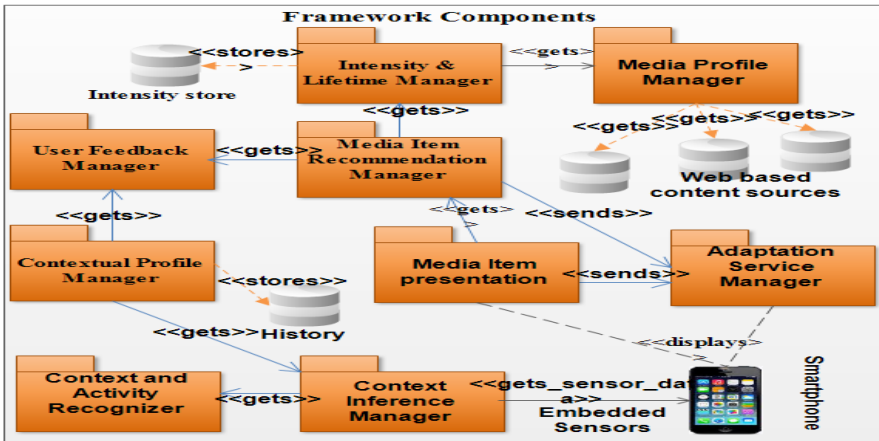 Framework Components
<<stores>
>
Intensity store
Intensity &
Lifetime Manager
<<gets>
>
Media Profile
Manager
<<gets>>
<<gets>>
<<gets>>
<<gets>>
Web based
content sources
User Feedback
Manager
<<gets>>
Media Item
Recommendation
Manager
<<gets>>
<<gets>
>
<<sends>>
Contextual Profile
Manager
<<stores>>
History
Media Item
presentation
<<sends>>
Adaptation
Service
Manager
<<gets>>
<<displays>
>
Context and
Activity
Recognizer
<<gets>>
Context
Inference
Manager
<<gets_sensor_dat
a>>
Embedded
Sensors
Smartphone